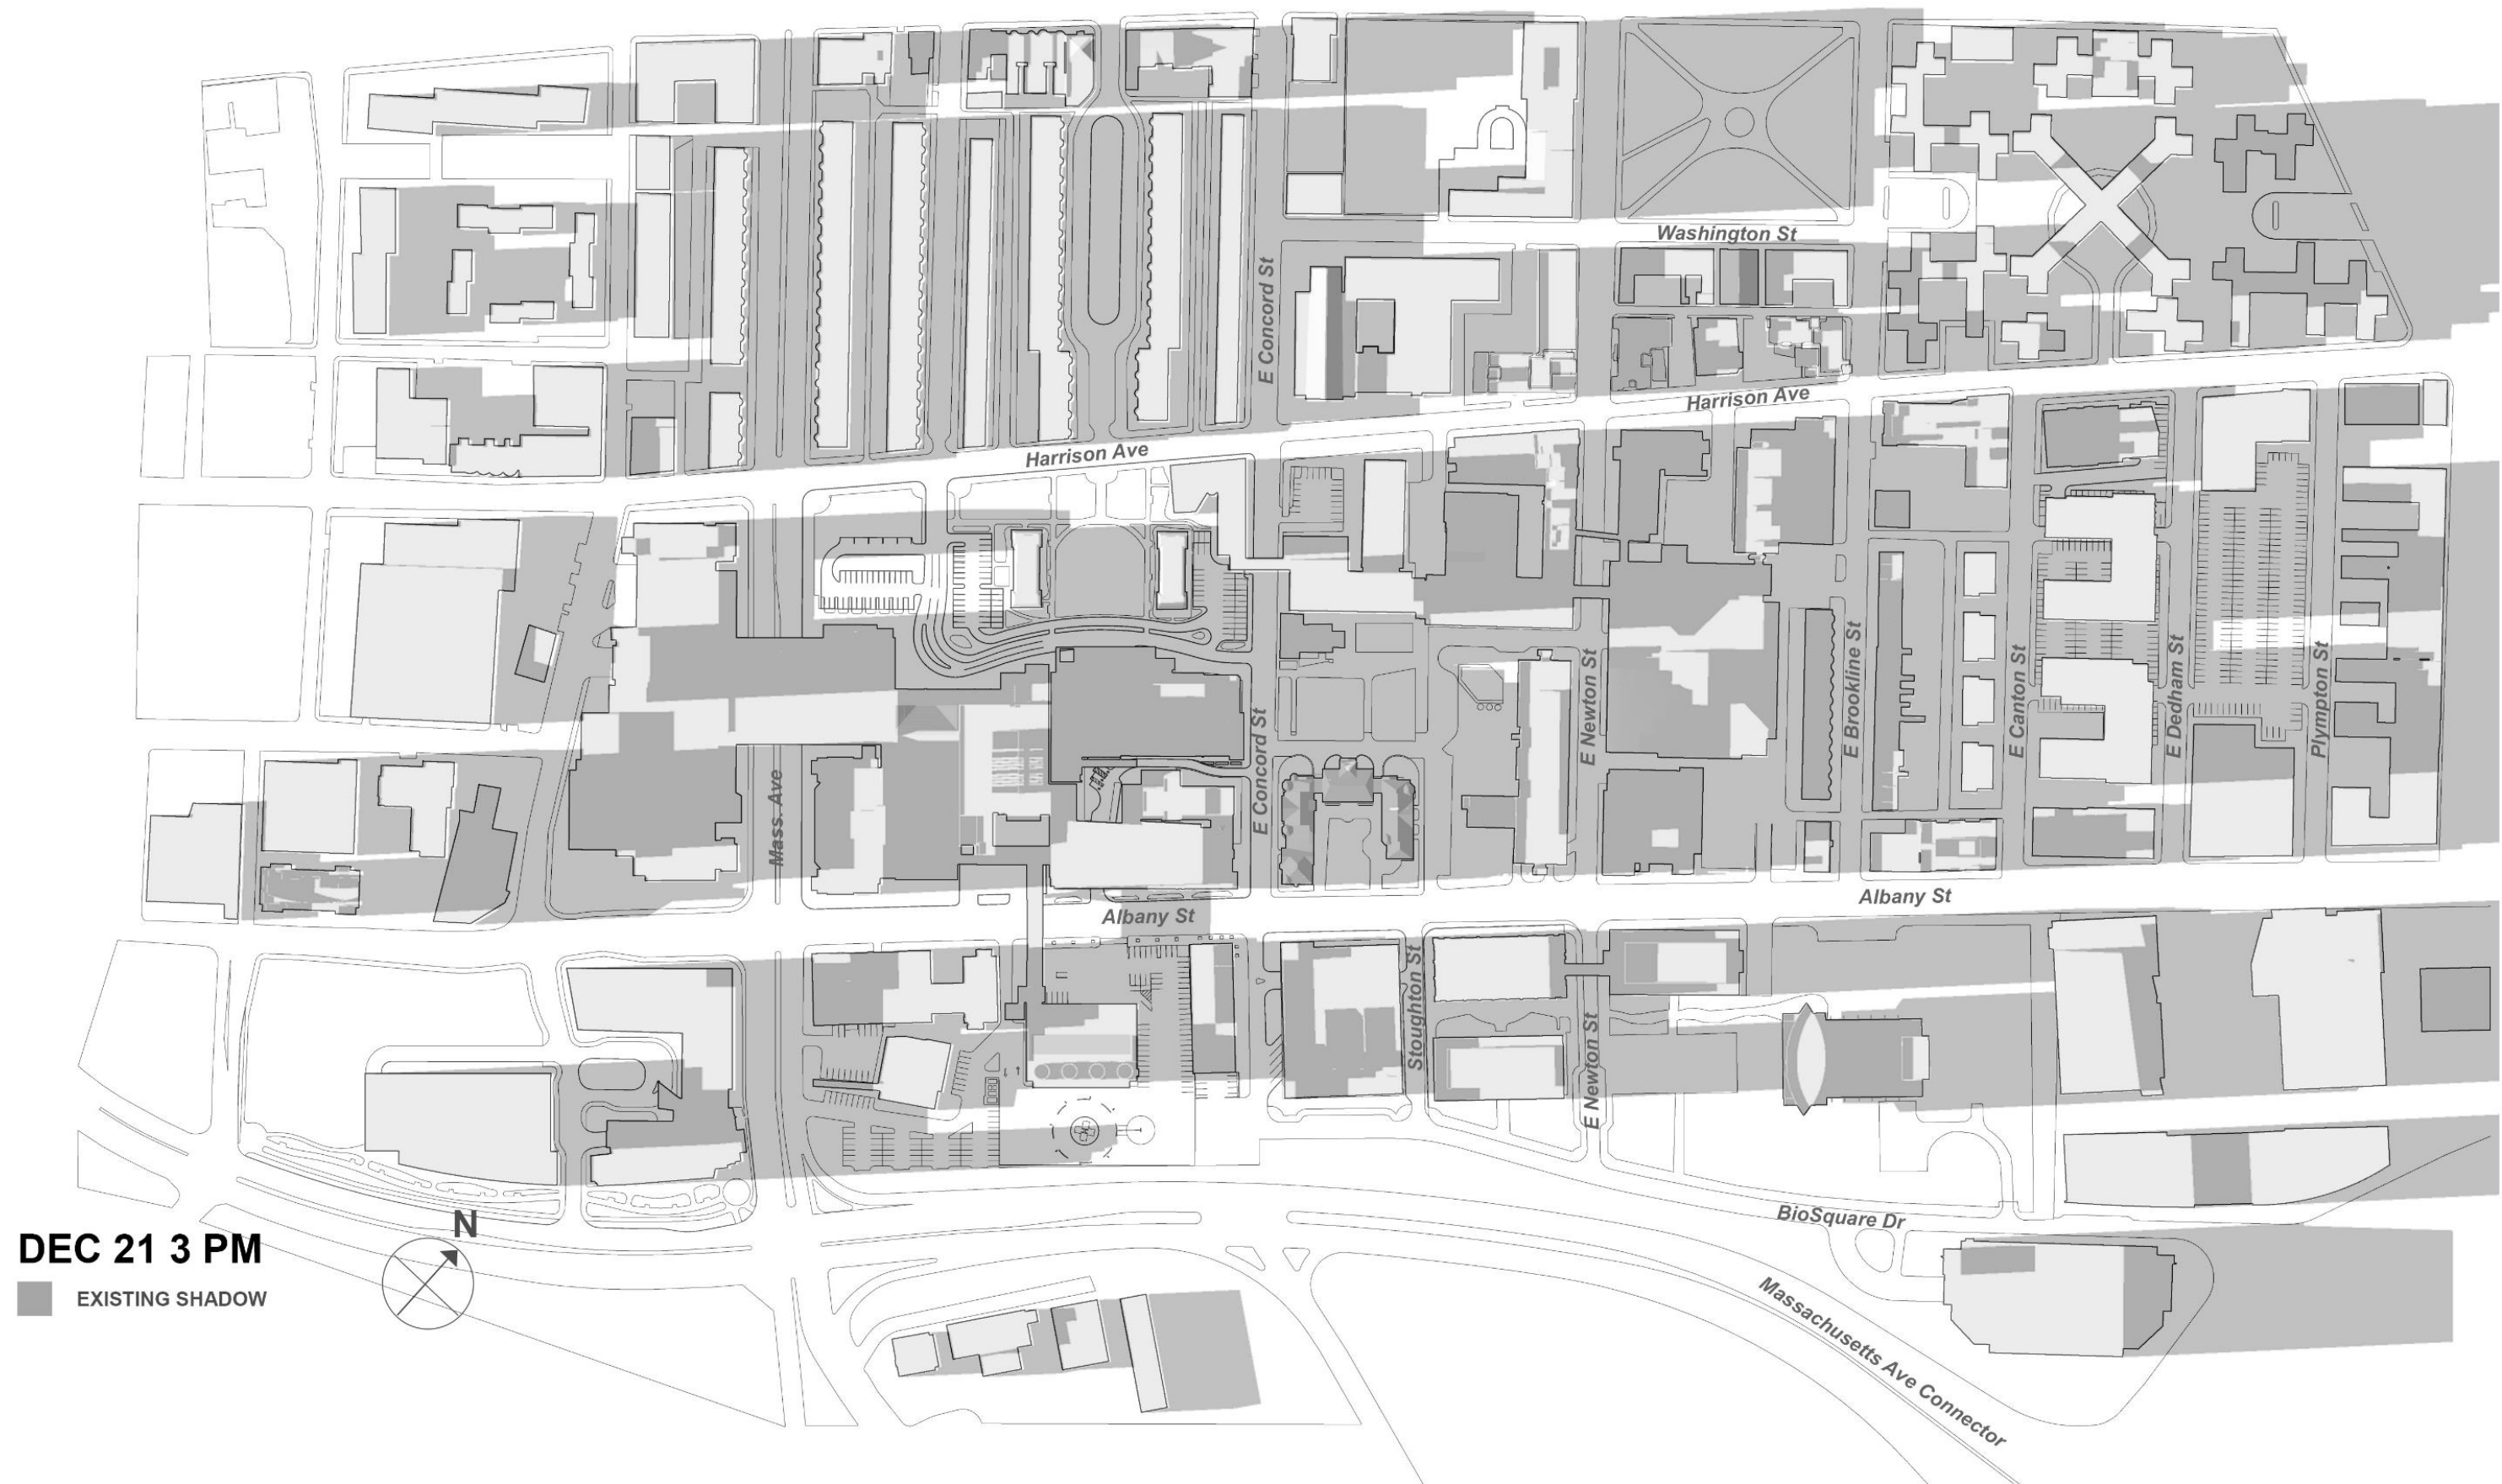 Washington St
E Concord St
Harrison Ave
Harrison Ave
E Newton St
E Brookline St
E Canton St
E Dedham St
Plympton St
E Concord St
Mass. Ave
Albany St
Albany St
Stoughton St
E Newton St
BioSquare Dr
Massachusetts Ave Connector
N
DEC 21 3 PM
EXISTING SHADOW